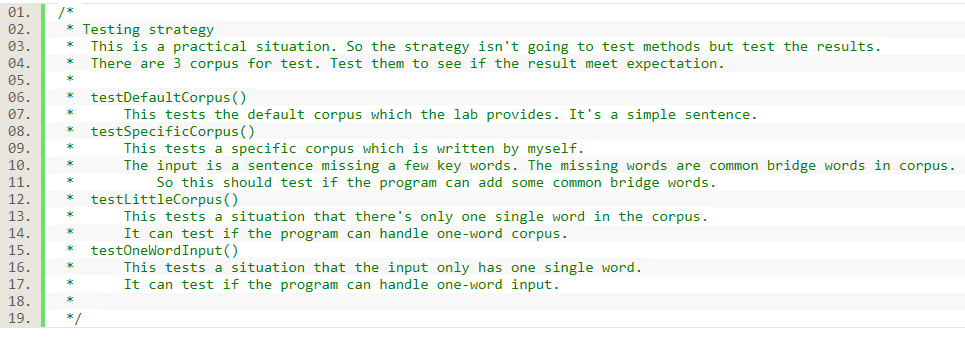 01. /*
02.  * Testing strategy
03.  *  This is a practical situation. So the strategy isn't going to test methods but test the results.
04.  *  There are 3 corpus for test. Test them to see if the result meet expectation.
05.  *
06.  *  testDefaultCorpus()
07.  *      This tests the default corpus which the lab provides. It's a simple sentence.
08.  *  testSpecificCorpus()
09.  *      This tests a specific corpus which is written by myself.
10.  *      The input is a sentence missing a few key words. The missing words are common bridge words in corpus.
11.  *          So this should test if the program can add some common bridge words.
12.  *  testLittleCorpus()
13.  *      This tests a situation that there's only one single word in the corpus.
14.  *      It can test if the program can handle one-word corpus.
15.  *  testOneWordInput()
16.  *      This tests a situation that the input only has one single word.
17.  *      It can test if the program can handle one-word input.
18.  *
19.  */